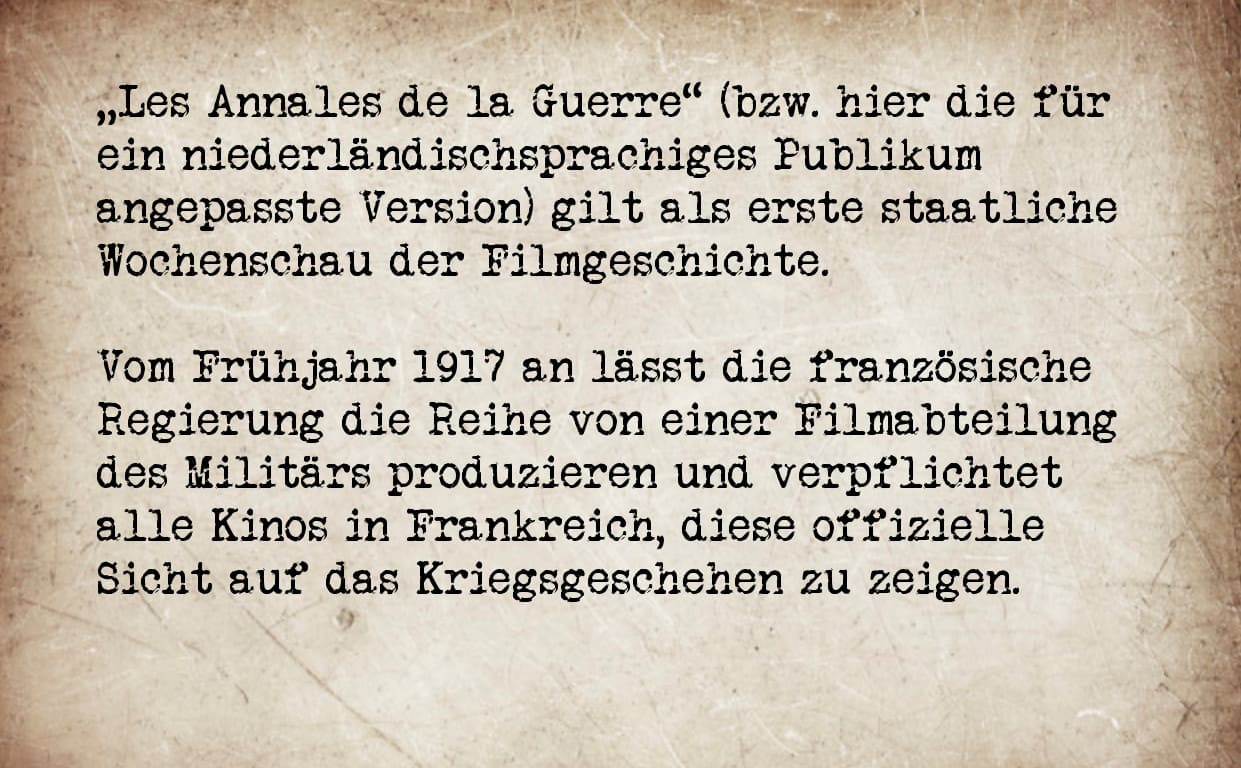 „Les Annales de la Guerre“ (bzw. hier die für
ein niederländischsprachiges Publikum
angepasste Version) gilt als erste staatliche
Wochenschau der Filmgeschichte.
Vom Frühjahr 1917 an lässt die französische
Regierung die Reihe von einer Filmabteilung
des Militärs produzieren und verpflichtet
alle Kinos in Frankreich, diese offizielle
Sicht auf das Kriegsgeschehen zu zeigen.